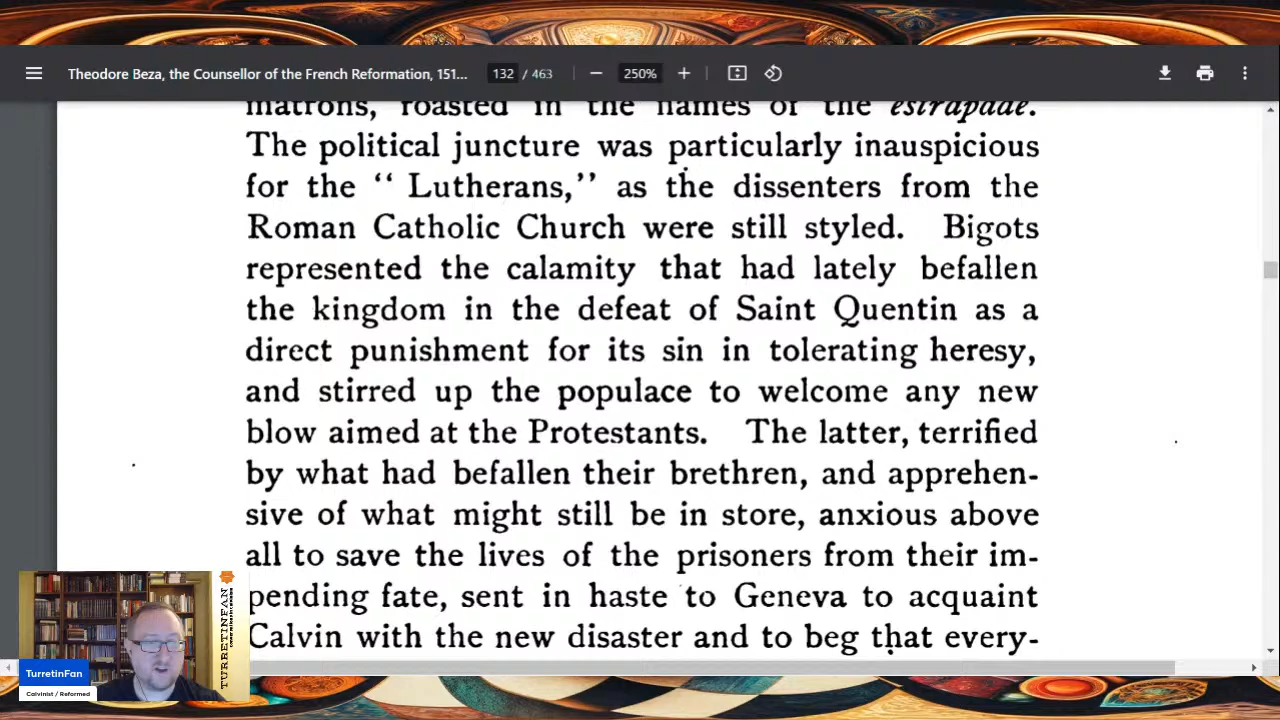 Theodore Beza, the Counsellor of the French Reformation, 151...
132 / 463
250%
matrons, roasted in the flames of the estrapade.
The political juncture was particularly inauspicious
for the “ Lutherans,” as the dissenters from the
Roman Catholic Church were still styled. Bigots
represented the calamity that had lately befallen
the kingdom in the defeat of Saint Quentin as a
direct punishment for its sin in tolerating heresy,
and stirred up the populace to welcome any new
blow aimed at the Protestants. The latter, terrified
by what had befallen their brethren, and apprehen-
sive of what might still be in store, anxious above
all to save the lives of the prisoners from their im-
pending fate, sent in haste to Geneva to acquaint
Calvin with the new disaster and to beg that every-
TURRETINFAN
TurretinFan
Calvinist / Reformed